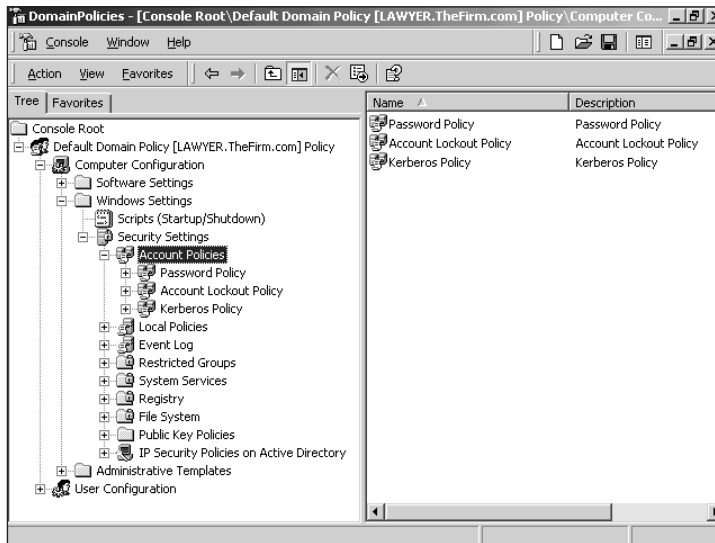 DomainPolicies - [Console Root\Default Domain Policy [LAWYER.TheFirm.com] Policy\Computer Co...
Console Window Help
Action View Favorites
Tree Favorites
Name Description
Console Root
Default Domain Policy [LAWYER.TheFirm.com] Policy
Computer Configuration
Software Settings
Windows Settings
Scripts (Startup/Shutdown)
Security Settings
Account Policies
Password Policy
Account Lockout Policy
Kerberos Policy
Local Policies
Event Log
Restricted Groups
System Services
Registry
File System
Public Key Policies
IP Security Policies on Active Directory
Administrative Templates
User Configuration
Password Policy Password Policy
Account Lockout Policy Account Lockout Policy
Kerberos Policy Kerberos Policy